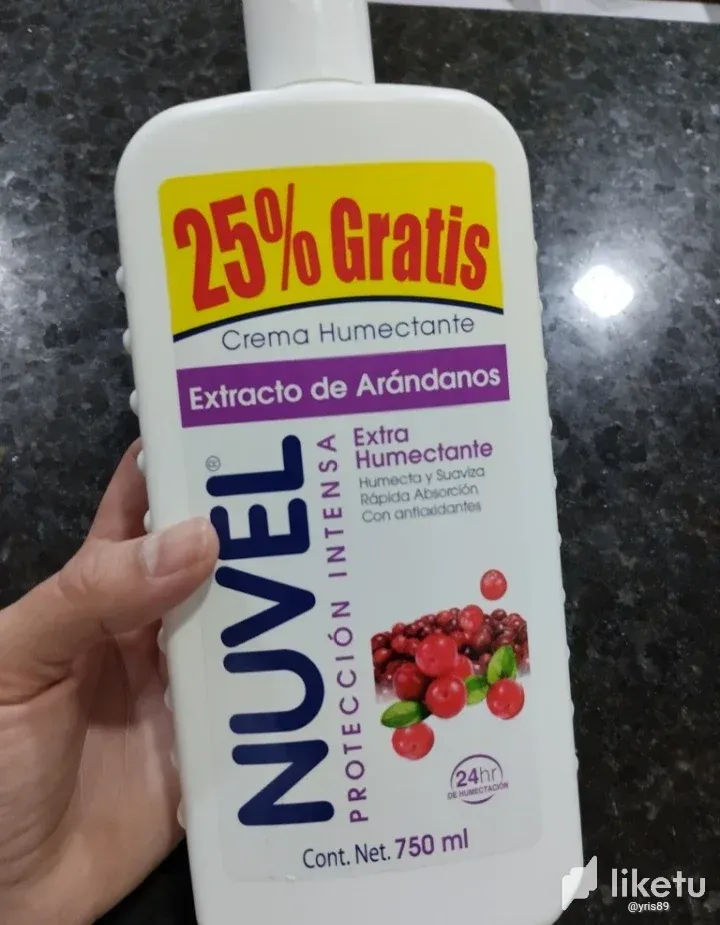 25% Gratis
Crema Humectante
Extracto de Arándanos
NUVEL®
PROTECCIÓN INTENSA
Extra
Humectante
Humecta y Suaviza
Rápida Absorción
Con antioxidantes
24hr
DE HUMECTACIÓN
Cont. Net. 750 ml
liketu
@yris89